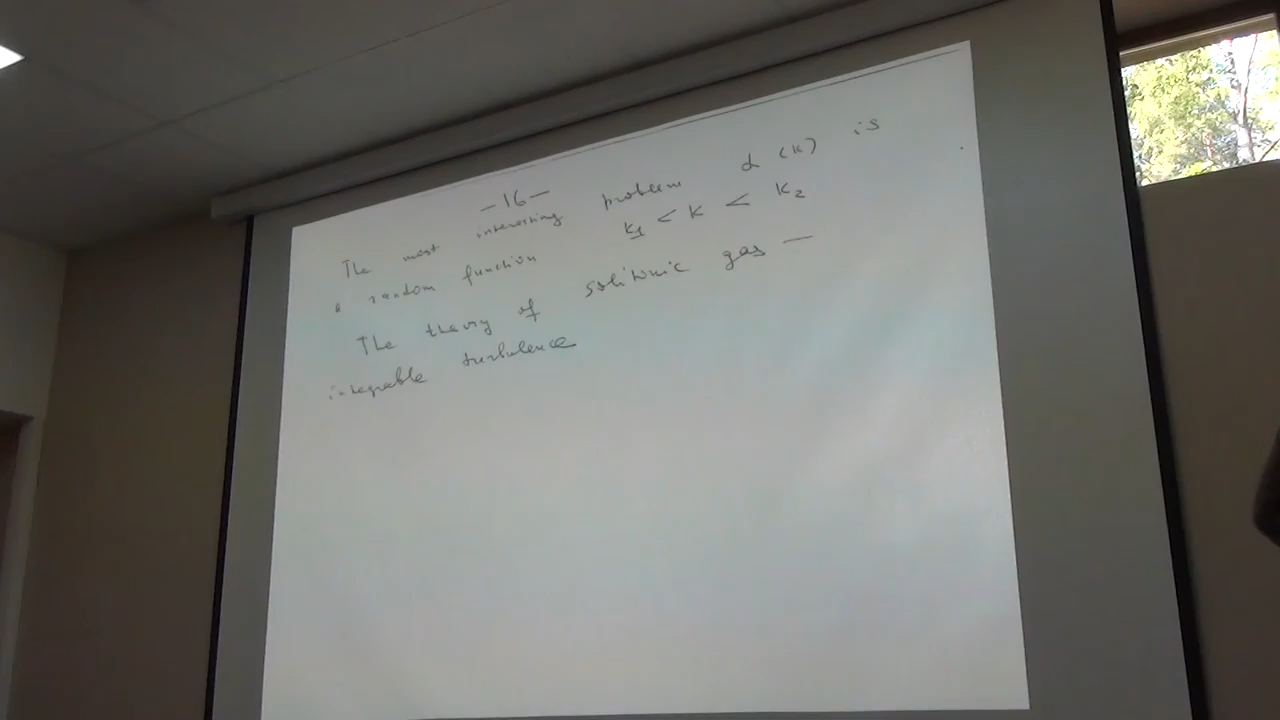 — 16 —
The most interesting problem α (k) is
a random function k₁ < k < k₂
The theory of solitonic gas —
integrable turbulence